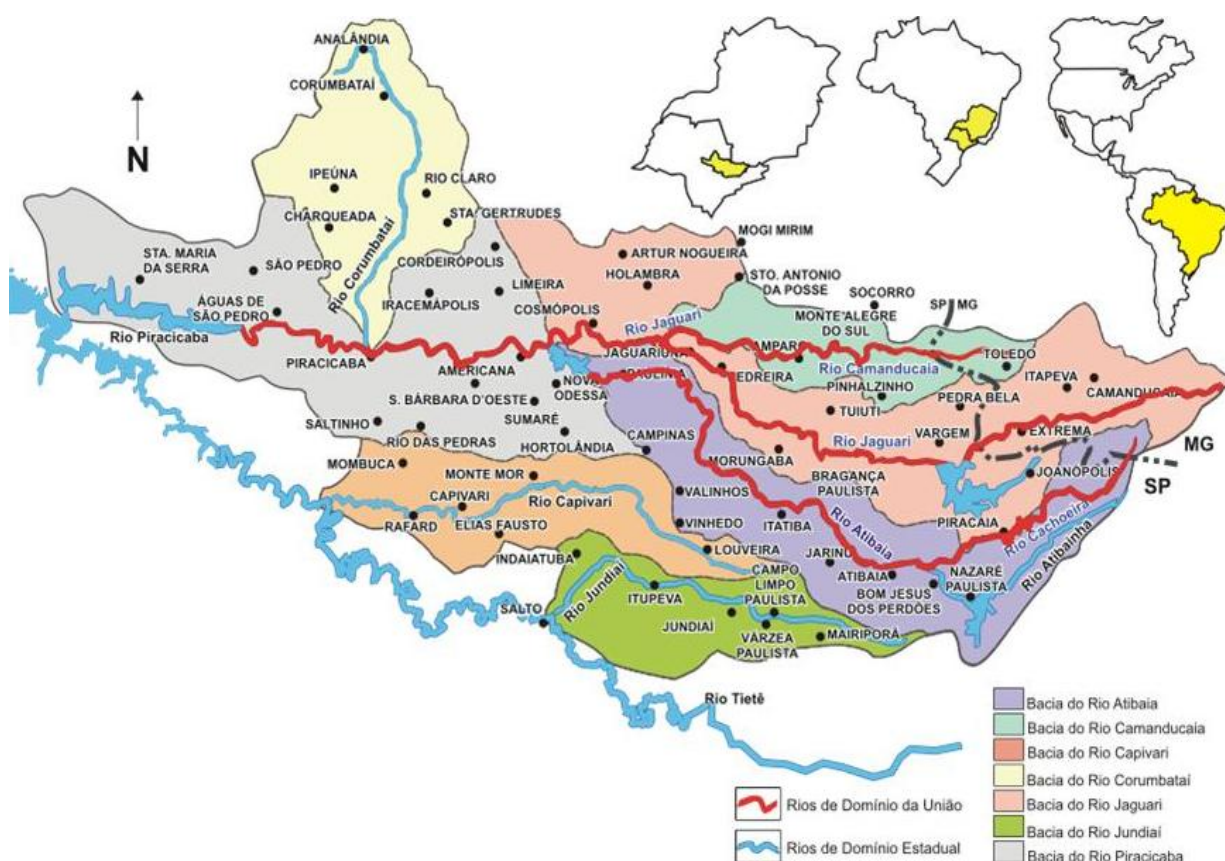 ANALÂNDIA
CORUMBATAÍ
N
IPEÚNA
RIO CLARO
CHARQUEADA
STA. GERTRUDES
MOGI MIRIM
STA. MARIA
DA SERRA
SÃO PEDRO
Rio Corumbataí
CORDEIRÓPOLIS
ARTUR NOGUEIRA
HOLAMBRA
STO. ANTONIO
DA POSSE
SOCORRO
SP
MG
IRACEMÁPOLIS
LIMEIRA
ÁGUAS DE
SÃO PEDRO
COSMÓPOLIS
Rio Jaguari
MONTE ALEGRE
DO SUL
Rio Piracicaba
PIRACICABA
AMERICANA
JAGUARIUNA
AMPARO
TOLEDO
Rio Camanducaia
ITAPEVA
CAMANDUCAIA
PEDREIRA
PINHALZINHO
PEDRA BELA
NOVA
ODESSA
S. BÁRBARA D'OESTE
SUMARÉ
TUIUTI
SALTINHO
RIO DAS PEDRAS
HORTOLÂNDIA
CAMPINAS
Rio Jaguari
VARGEM
EXTREMA
MG
MOMBUCA
MONTE MOR
MORUNGABA
BRAGANÇA
PAULISTA
JOANÓPOLIS
SP
CAPIVARI
Rio Capivari
VALINHOS
RAFARD
ELIAS FAUSTO
VINHEDO
ITATIBA
Rio Atibaia
PIRACAIA
Rio Cachoeira
INDAIATUBA
LOUVEIRA
JARINU
Rio Atibainha
CAMPO
LIMPO
PAULISTA
ATIBAIA
NAZARÉ
PAULISTA
BOM JESUS
DOS PERDÕES
SALTO
Rio Jundiaí
ITUPEVA
JUNDIAÍ
VÁRZEA
PAULISTA
MAIRIPORÁ
Rio Tietê
Bacia do Rio Atibaia
Bacia do Rio Camanducaia
Bacia do Rio Capivari
Bacia do Rio Corumbataí
Bacia do Rio Jaguari
Bacia do Rio Jundiaí
Bacia do Rio Piracicaba
Rios de Domínio da União
Rios de Domínio Estadual